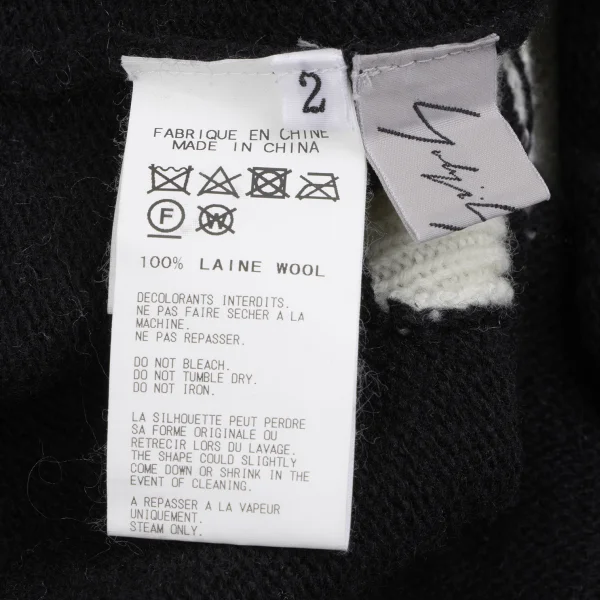 2
FABRIQUE EN CHINE
MADE IN CHINA
F
W
100% LAINE WOOL
DECOLORANTS INTERDITS.
NE PAS FAIRE SECHER A LA
MACHINE.
NE PAS REPASSER.
DO NOT BLEACH.
DO NOT TUMBLE DRY.
DO NOT IRON.
LA SILHOUETTE PEUT PERDRE
SA FORME ORIGINALE OU
RETRECIR LORS DU LAVAGE.
THE SHAPE COULD SLIGHTLY
COME DOWN OR SHRINK IN THE
EVENT OF CLEANING.
A REPASSER A LA VAPEUR
UNIQUEMENT.
STEAM ONLY.